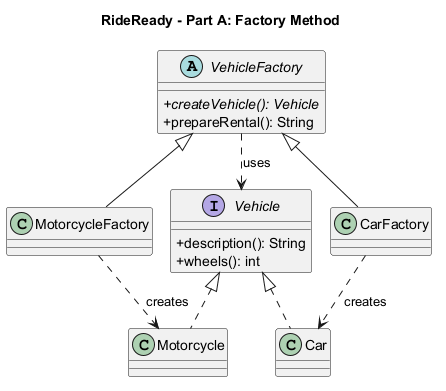 RideReady - Part A: Factory Method
A VehicleFactory
+createVehicle(): Vehicle
+prepareRental(): String
uses
C MotorcycleFactory
I Vehicle
+description(): String
+wheels(): int
C CarFactory
creates
creates
C Motorcycle
C Car